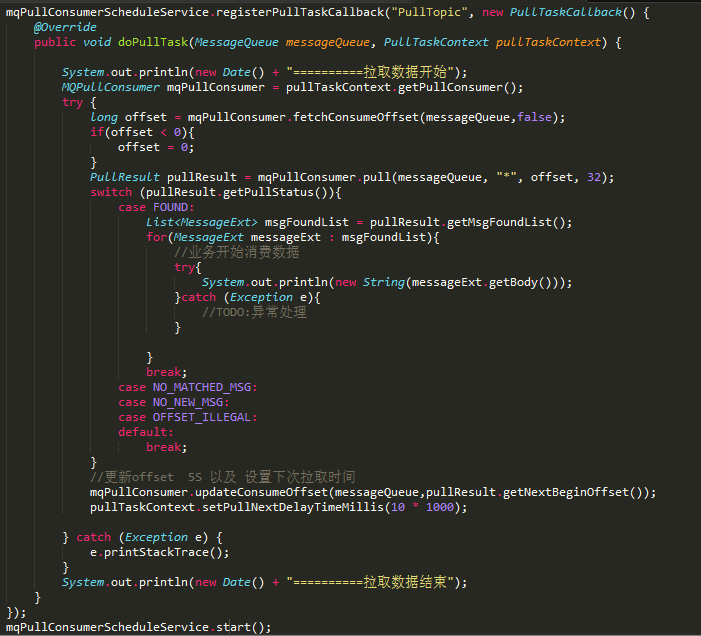 mqPullConsumerScheduleService.registerPullTaskCallback("PullTopic", new PullTaskCallback() {
@Override
public void doPullTask(MessageQueue messageQueue, PullTaskContext pullTaskContext) {
System.out.println(new Date() + "==========拉取数据开始");
MQPullConsumer mqPullConsumer = pullTaskContext.getPullConsumer();
try {
long offset = mqPullConsumer.fetchConsumeOffset(messageQueue,false);
if(offset < 0){
offset = 0;
}
PullResult pullResult = mqPullConsumer.pull(messageQueue, "*", offset, 32);
switch (pullResult.getPullStatus()){
case FOUND:
List<MessageExt> msgFoundList = pullResult.getMsgFoundList();
for(MessageExt messageExt : msgFoundList){
//业务开始消费数据
try{
System.out.println(new String(messageExt.getBody()));
}catch (Exception e){
//TODO:异常处理
}
}
break;
case NO_MATCHED_MSG:
case NO_NEW_MSG:
case OFFSET_ILLEGAL:
default:
break;
}
//更新offset  5S 以及 设置下次拉取时间
mqPullConsumer.updateConsumeOffset(messageQueue,pullResult.getNextBeginOffset());
pullTaskContext.setPullNextDelayTimeMillis(10 * 1000);
} catch (Exception e) {
e.printStackTrace();
}
System.out.println(new Date() + "==========拉取数据结束");
}
});
mqPullConsumerScheduleService.start();